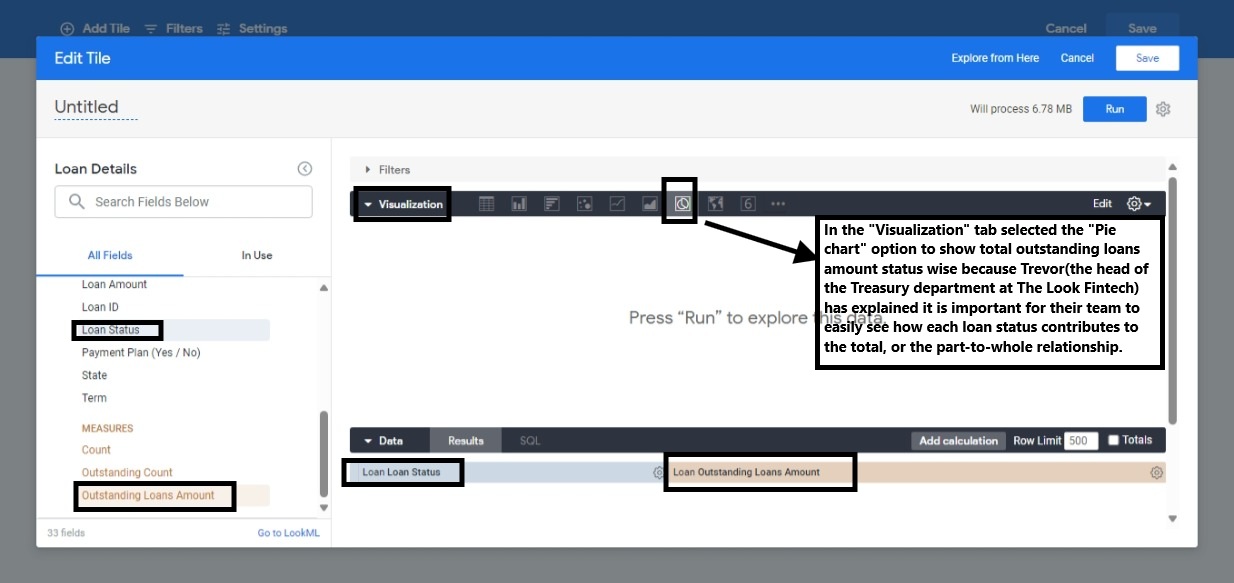 Add Tile Filters Settings Cancel Save
Edit Tile Explore from Here Cancel Save
Untitled Will process 6.78 MB Run
Loan Details
Search Fields Below
All Fields In Use
Loan Amount
Loan ID
Loan Status
Payment Plan (Yes / No)
State
Term
MEASURES
Count
Outstanding Count
Outstanding Loans Amount
33 fields Go to LookML
Filters
Visualization 6 Edit
In the "Visualization" tab selected the "Pie
chart" option to show total outstanding loans
amount status wise because Trevor(the head of
the Treasury department at The Look Fintech)
has explained it is important for their team to
easily see how each loan status contributes to
the total, or the part-to-whole relationship.
Press “Run” to explore this data.
Data Results SQL Add calculation Row Limit 500 Totals
Loan Loan Status Loan Outstanding Loans Amount